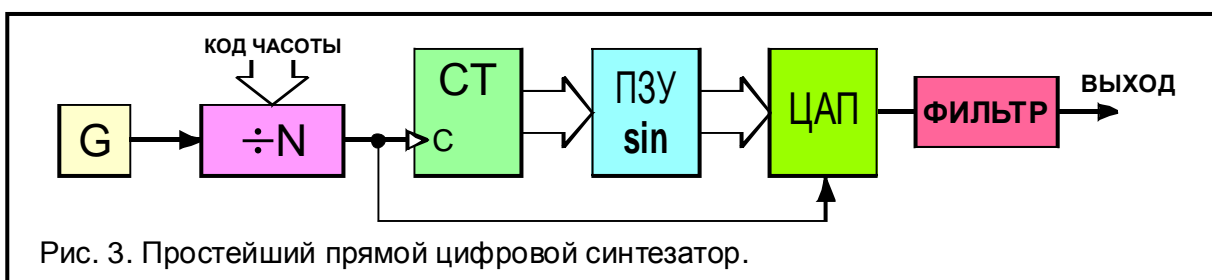 КОД ЧАСОТЫ
G
÷N
СТ
С
ПЗУ
sin
ЦАП
ФИЛЬТР
ВЫХОД
Рис. 3. Простейший прямой цифровой синтезатор.